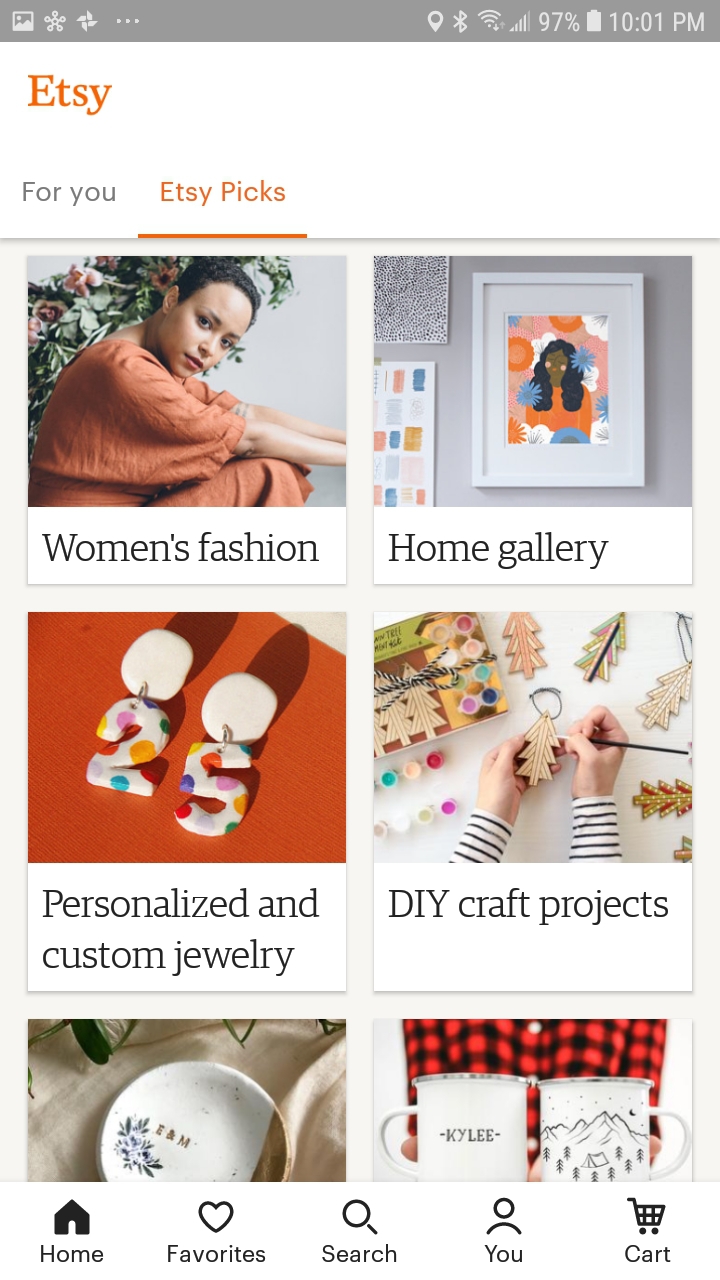 97% 10:01 PM
Etsy
For you Etsy Picks
Women's fashion
Home gallery
25
Personalized and
custom jewelry
DIY craft projects
E & M
-KYLEE-
Home Favorites Search You Cart